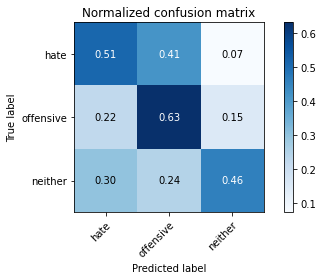 Normalized confusion matrix
True label
hate
offensive
neither
0.51 0.41 0.07
0.22 0.63 0.15
0.30 0.24 0.46
hate
offensive
neither
Predicted label
0.6
0.5
0.4
0.3
0.2
0.1